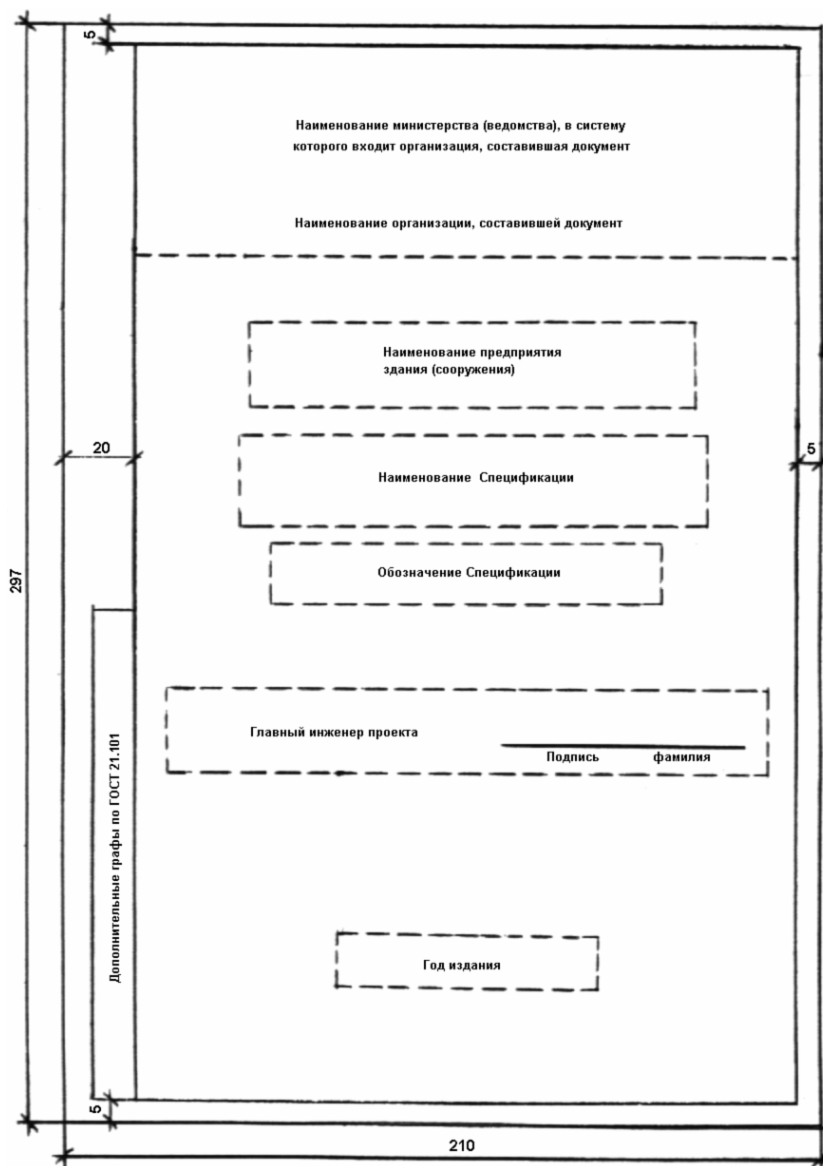 5
Наименование министерства (ведомства), в систему
которого входит организация, составившая документ
Наименование организации, составившей документ
Наименование предприятия
здания (сооружения)
20
5
Наименование Спецификации
Обозначение Спецификации
297
Главный инженер проекта
Подпись фамилия
Дополнительные графы по ГОСТ 21.101
Год издания
5
210